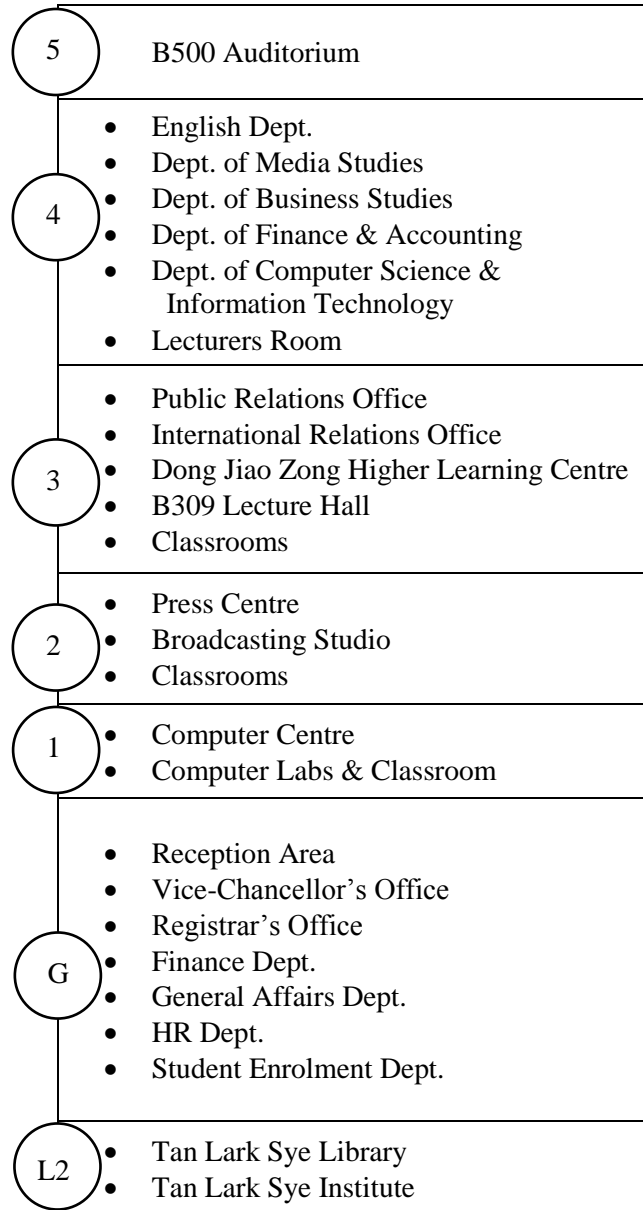 5
B500 Auditorium
4
• English Dept.
• Dept. of Media Studies
• Dept. of Business Studies
• Dept. of Finance & Accounting
• Dept. of Computer Science &
Information Technology
• Lecturers Room
3
• Public Relations Office
• International Relations Office
• Dong Jiao Zong Higher Learning Centre
• B309 Lecture Hall
• Classrooms
2
• Press Centre
• Broadcasting Studio
• Classrooms
1
• Computer Centre
• Computer Labs & Classroom
G
• Reception Area
• Vice-Chancellor’s Office
• Registrar’s Office
• Finance Dept.
• General Affairs Dept.
• HR Dept.
• Student Enrolment Dept.
L2
• Tan Lark Sye Library
• Tan Lark Sye Institute